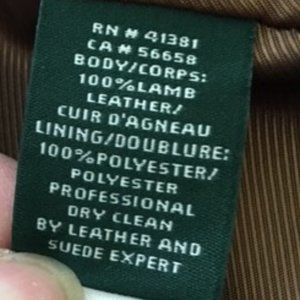 RN # 41381
CA # 56658
BODY/CORPS:
100%LAMB
LEATHER/
CUIR D'AGNEAU
LINING/DOUBLURE:
100%POLYESTER/
POLYESTER
PROFESSIONAL
DRY CLEAN
BY LEATHER AND
SUEDE EXPERT